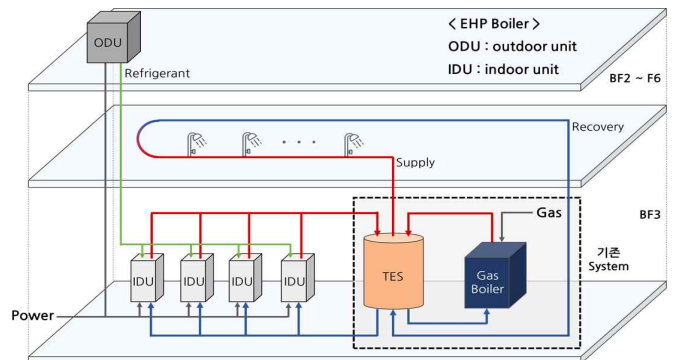 < EHP Boiler >
ODU : outdoor unit
IDU : indoor unit
ODU
Refrigerant
BF2 ~ F6
Recovery
Supply
Gas
BF3
기존
System
IDU
IDU
IDU
IDU
TES
Gas
Boiler
Power